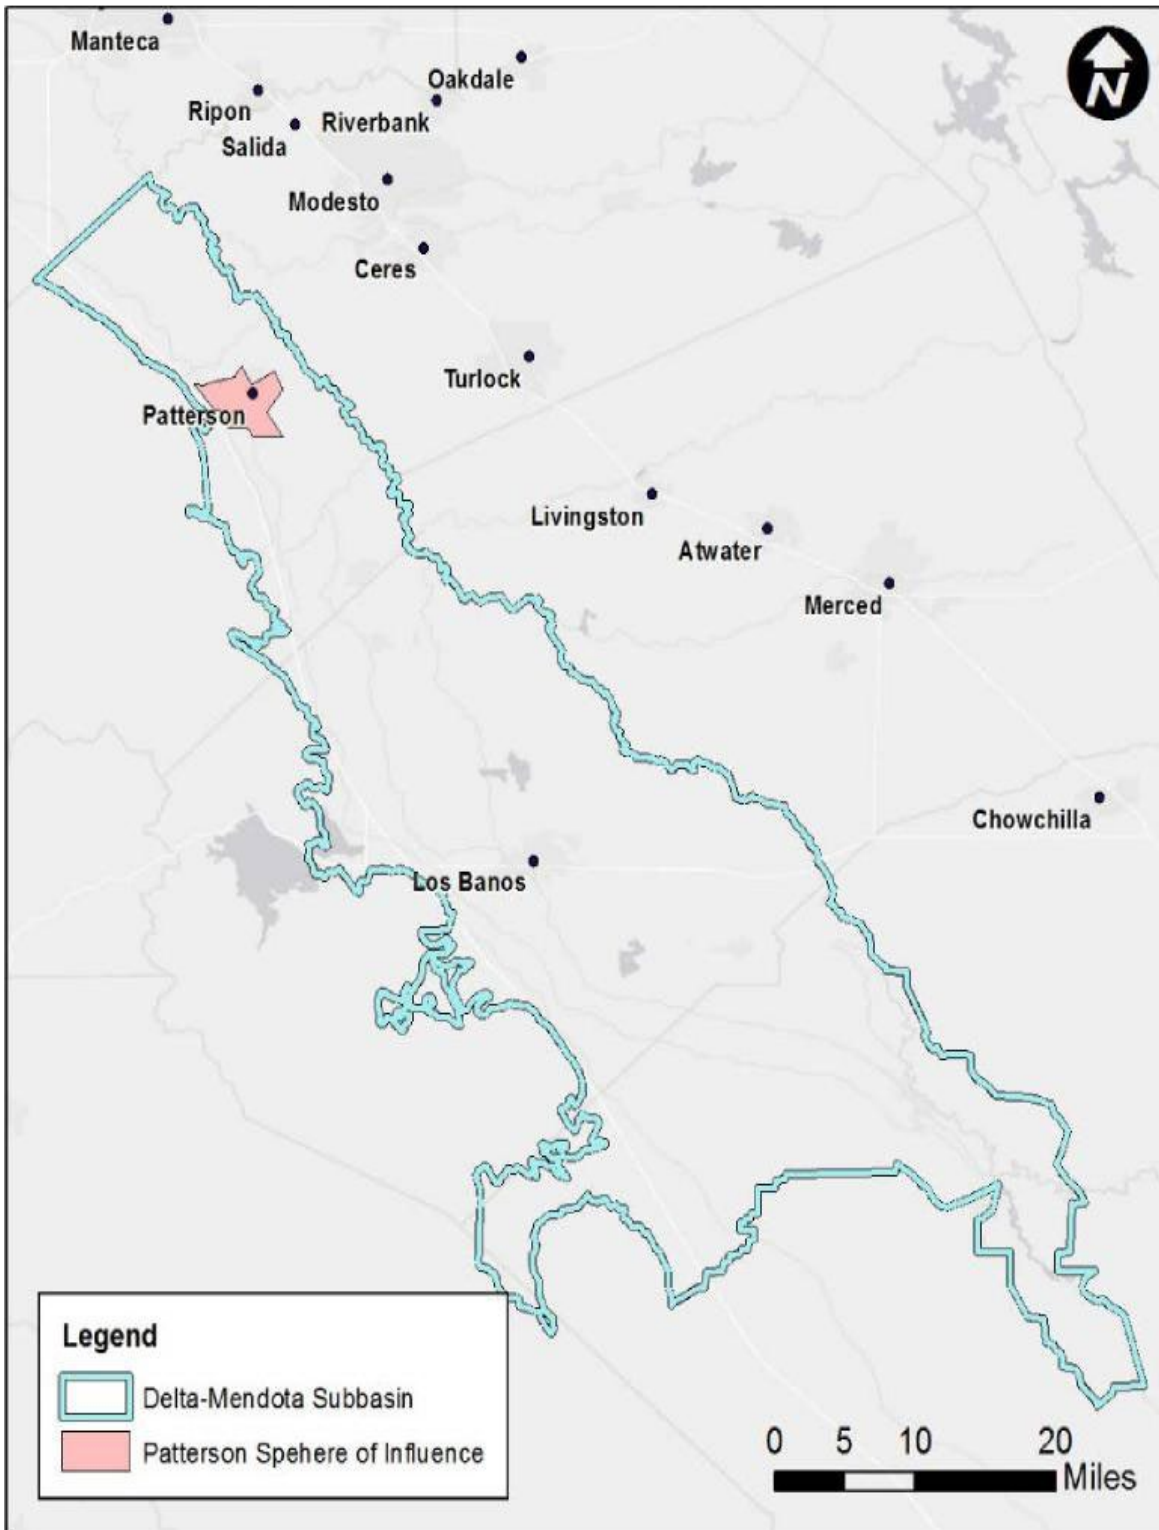 Manteca
N
Oakdale
Ripon
Riverbank
Salida
Modesto
Ceres
Turlock
Patterson
Livingston
Atwater
Merced
Chowchilla
Los Banos
Legend
Delta-Mendota Subbasin
Patterson Spehere of Influence
0 5 10 20
Miles